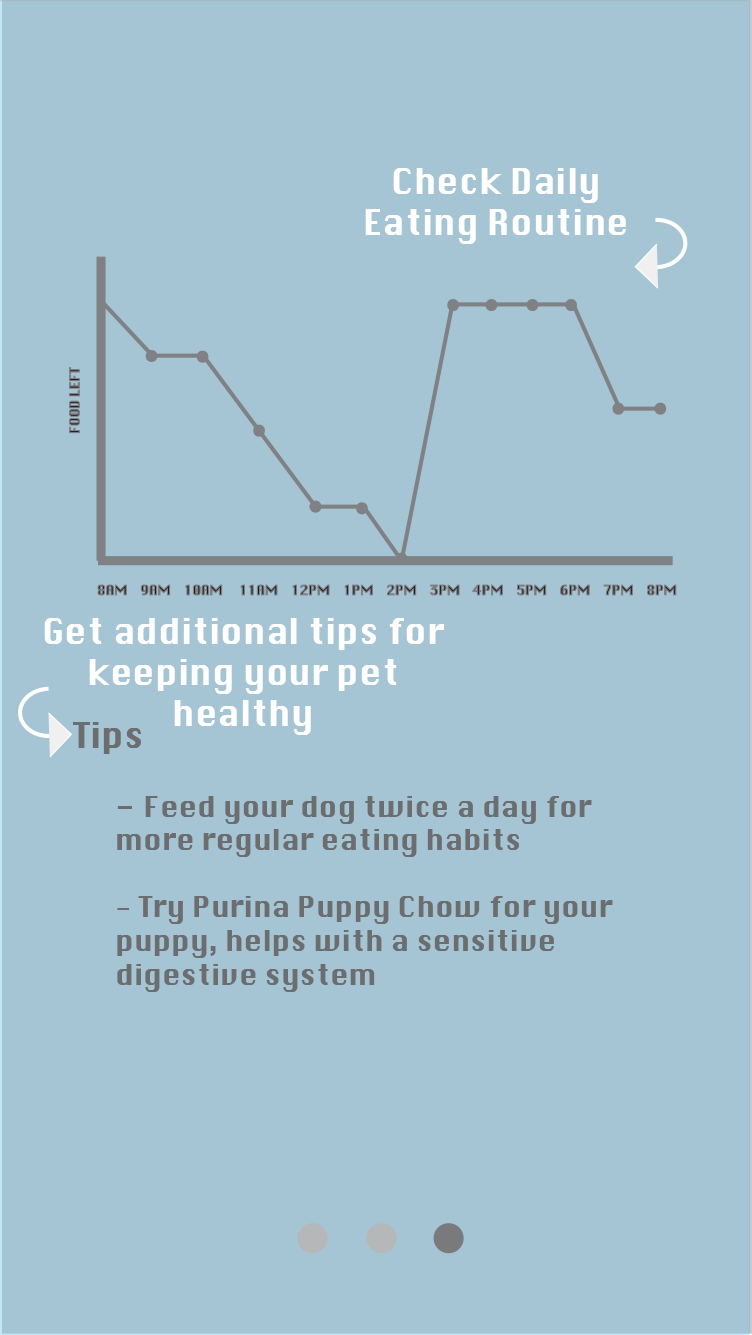 Check Daily
Eating Routine
FOOD LEFT
8AM 9AM 10AM 11AM 12PM 1PM 2PM 3PM 4PM 5PM 6PM 7PM 8PM
Get additional tips for
keeping your pet
healthy
Tips
- Feed your dog twice a day for
more regular eating habits
- Try Purina Puppy Chow for your
puppy, helps with a sensitive
digestive system